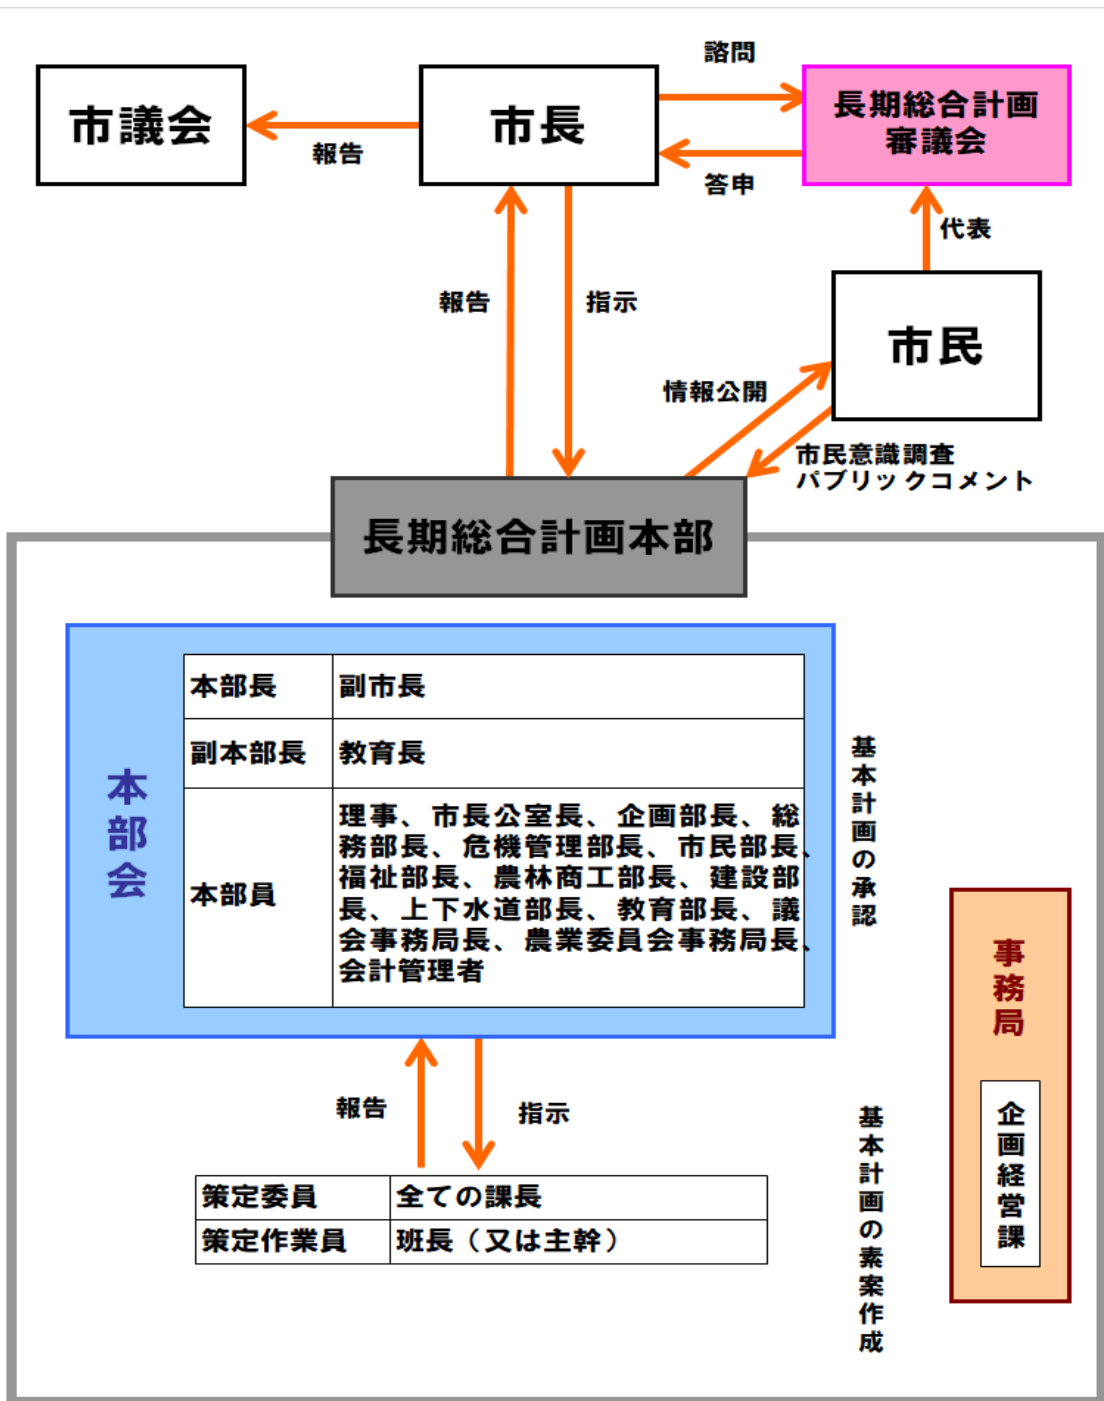 諮問
市議会
市長
長期総合計画
審議会
報告
答申
代表
報告
指示
市民
情報公開
市民意識調査
パブリックコメント
長期総合計画本部
本部会
本部長
副市長
副本部長
教育長
本部員
理事、市長公室長、企画部長、総
務部長、危機管理部長、市民部長、
福祉部長、農林商工部長、建設部
長、上下水道部長、教育部長、議
会事務局長、農業委員会事務局長、
会計管理者
基本計画の承認
事務局
企画経営課
報告
指示
策定委員
全ての課長
策定作業員
班長（又は主幹）
基本計画の素案作成